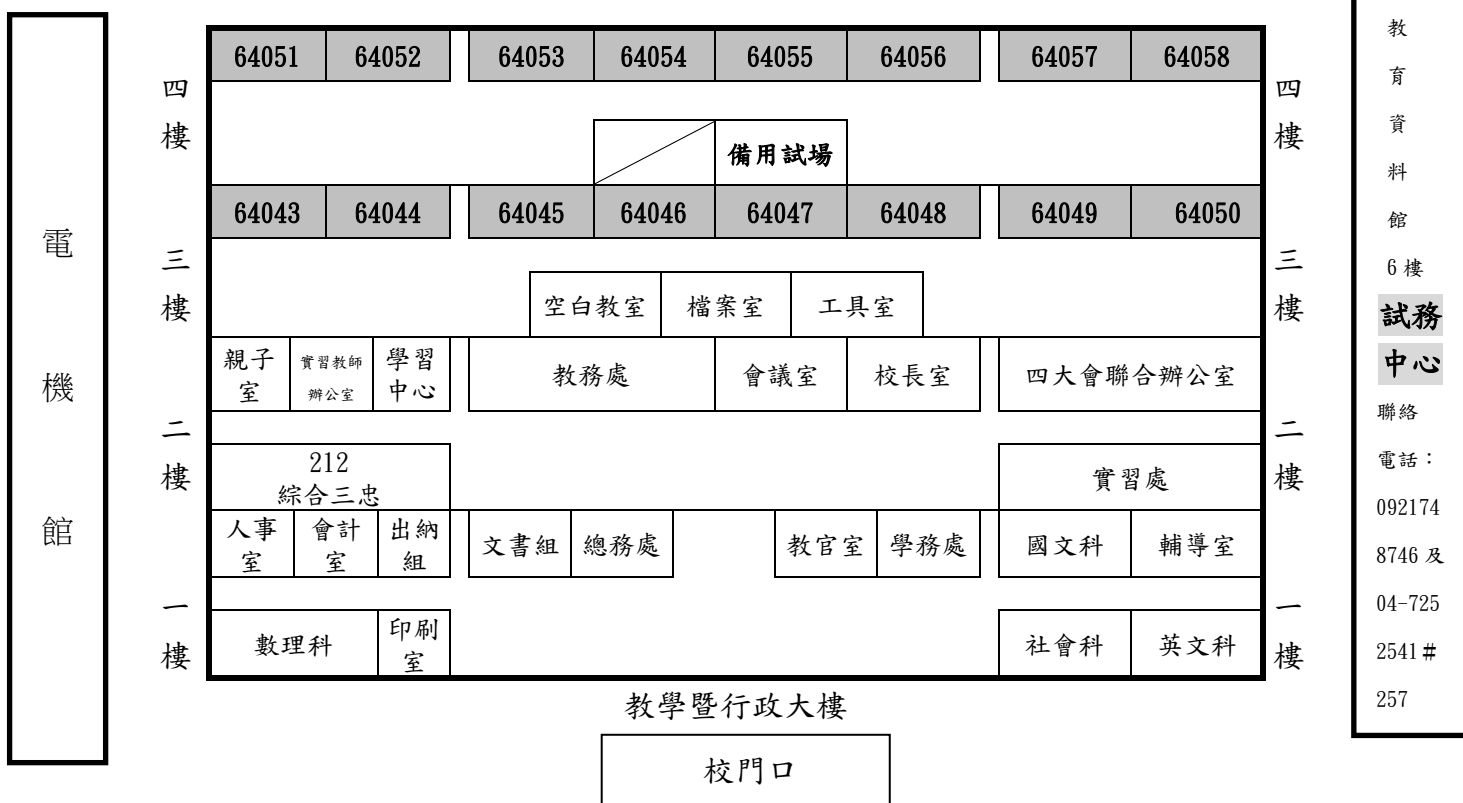 電機館
四樓
64051 64052 64053 64054 64055 64056 64057 64058
四樓
備用試場
64043 64044 64045 64046 64047 64048 64049 64050
三樓
三樓
空白教室 檔案室 工具室
親子室 實習教師辦公室 學習中心 教務處 會議室 校長室 四大會聯合辦公室
二樓
二樓
212
綜合三忠
實習處
人事室 會計室 出納組 文書組 總務處 教官室 學務處 國文科 輔導室
一樓
一樓
數理科 印刷室 社會科 英文科
教學暨行政大樓
校門口
教
育
資
料
館
6樓
試務
中心
聯絡
電話：
092174
8746及
04-725
2541#
257